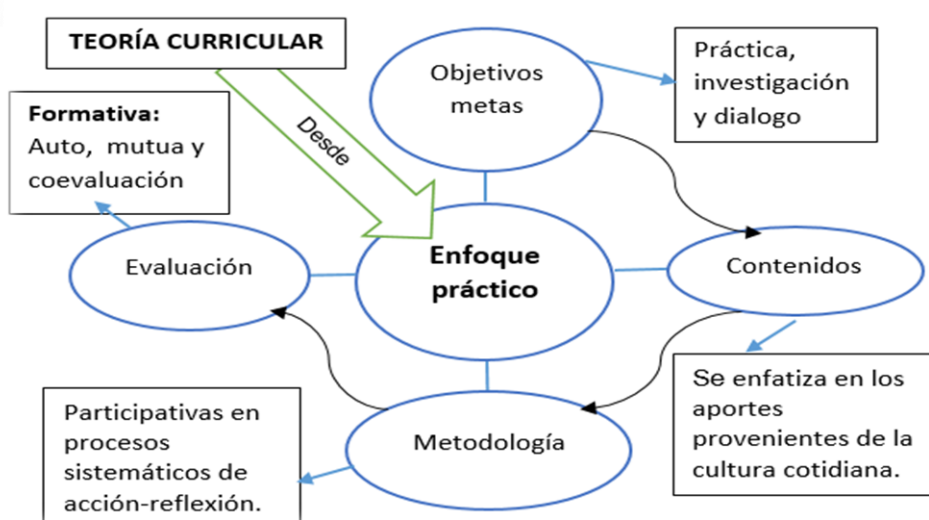 TEORÍA CURRICULAR
Desde
Formativa:
Auto, mutua y
coevaluación
Objetivos
metas
Práctica,
investigación
y dialogo
Evaluación
Enfoque
práctico
Contenidos
Se enfatiza en los
aportes
provenientes de la
cultura cotidiana.
Metodología
Participativas en
procesos
sistemáticos de
acción-reflexión.